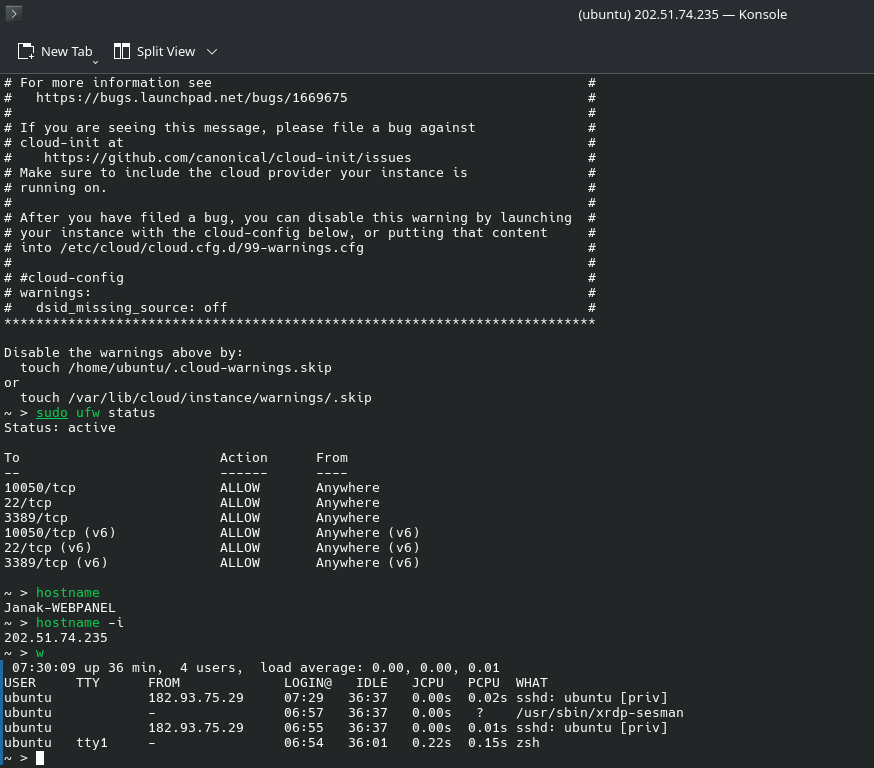 (ubuntu) 202.51.74.235 — Konsole
New Tab Split View
# For more information see #
# https://bugs.launchpad.net/bugs/1669675 #
# #
# If you are seeing this message, please file a bug against #
# cloud-init at #
# https://github.com/canonical/cloud-init/issues #
# Make sure to include the cloud provider your instance is #
# running on. #
# #
# After you have filed a bug, you can disable this warning by launching #
# your instance with the cloud-config below, or putting that content #
# into /etc/cloud/cloud.cfg.d/99-warnings.cfg #
# #
# #cloud-config #
# warnings: #
# dsid_missing_source: off #
**************************************************************************
Disable the warnings above by:
touch /home/ubuntu/.cloud-warnings.skip
or
touch /var/lib/cloud/instance/warnings/.skip
~ > sudo ufw status
Status: active
To Action From
-- ------ ----
10050/tcp ALLOW Anywhere
22/tcp ALLOW Anywhere
3389/tcp ALLOW Anywhere
10050/tcp (v6) ALLOW Anywhere (v6)
22/tcp (v6) ALLOW Anywhere (v6)
3389/tcp (v6) ALLOW Anywhere (v6)
~ > hostname
Janak-WEBPANEL
~ > hostname -i
202.51.74.235
~ > w
07:30:09 up 36 min, 4 users, load average: 0.00, 0.00, 0.01
USER TTY FROM LOGIN@ IDLE JCPU PCPU WHAT
ubuntu 182.93.75.29 07:29 36:37 0.00s 0.02s sshd: ubuntu [priv]
ubuntu - 06:57 36:37 0.00s ? /usr/sbin/xrdp-sesman
ubuntu 182.93.75.29 06:55 36:37 0.00s 0.01s sshd: ubuntu [priv]
ubuntu tty1 - 06:54 36:01 0.22s 0.15s zsh
~ >